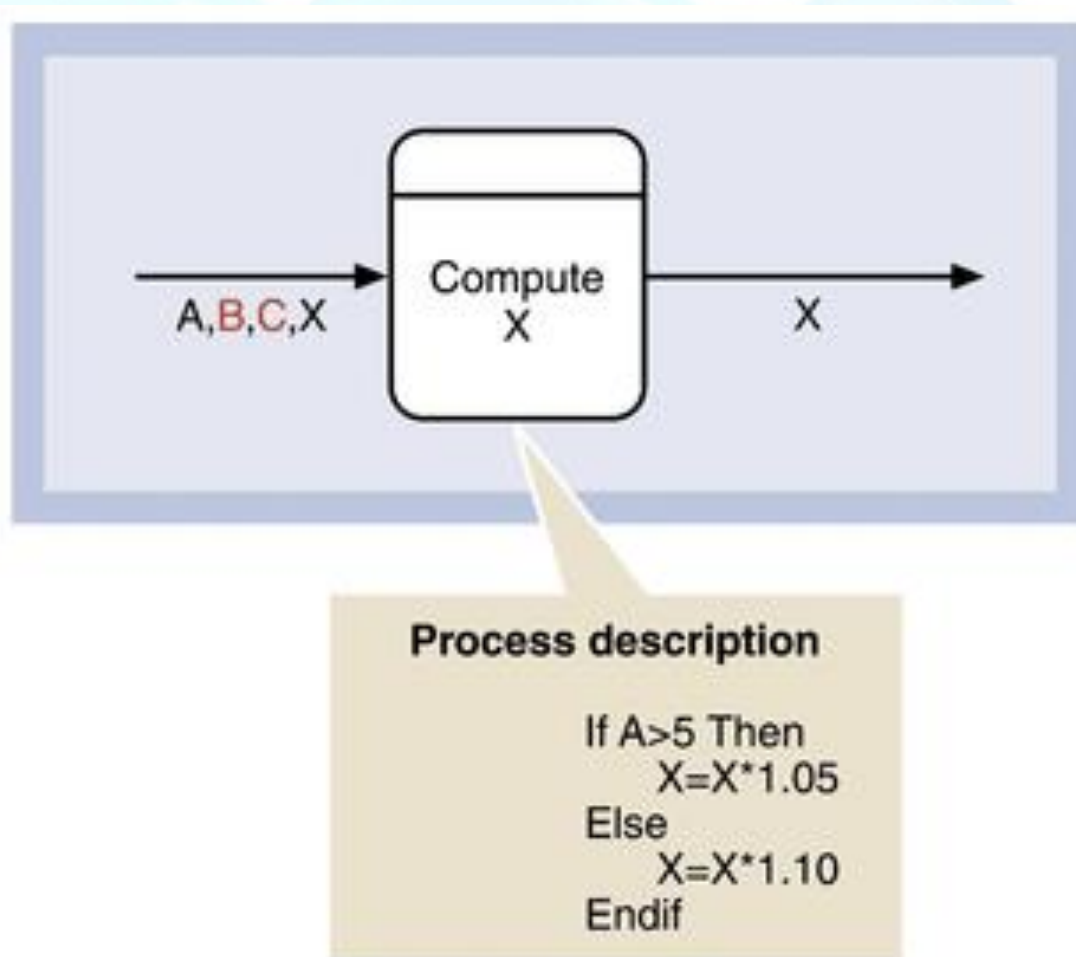 Compute
X
A,B,C,X
X
Process description
If A>5 Then
X=X*1.05
Else
X=X*1.10
Endif